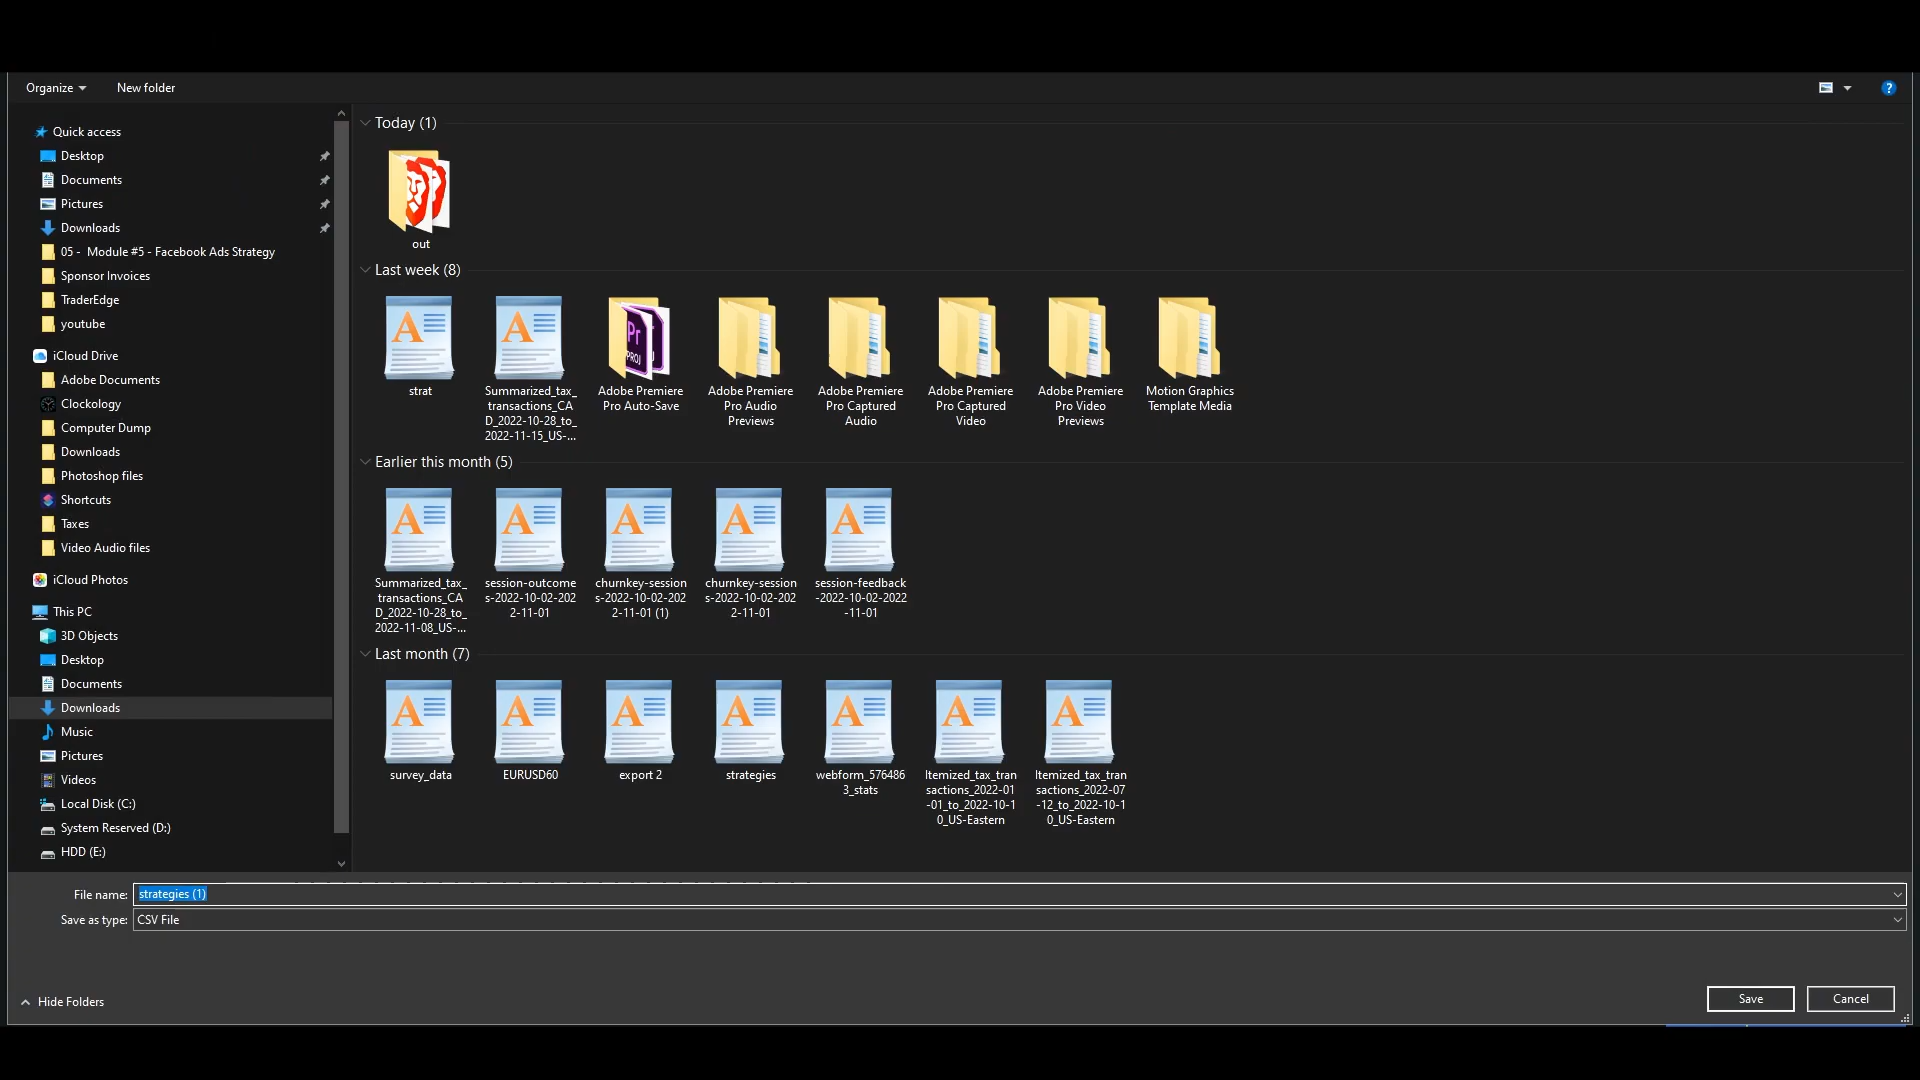 Organize
New folder
?
Quick access
Desktop
Documents
Pictures
Downloads
05 -  Module #5 - Facebook Ads Strategy
Sponsor Invoices
TraderEdge
youtube
iCloud Drive
Adobe Documents
Clockology
Computer Dump
Downloads
Photoshop files
Shortcuts
Taxes
Video Audio files
iCloud Photos
This PC
3D Objects
Desktop
Documents
Downloads
Music
Pictures
Videos
Local Disk (C:)
System Reserved (D:)
HDD (E:)
Today (1)
out
Last week (8)
strat
Summarized_tax_
transactions_CA
D_2022-10-28_to_
2022-11-15_US-...
Pr
PROJ
Adobe Premiere
Pro Auto-Save
Adobe Premiere
Pro Audio
Previews
Adobe Premiere
Pro Captured
Audio
Adobe Premiere
Pro Captured
Video
Adobe Premiere
Pro Video
Previews
Motion Graphics
Template Media
Earlier this month (5)
Summarized_tax_
transactions_CA
D_2022-10-28_to_
2022-11-08_US-...
session-outcome
s-2022-10-02-202
2-11-01
churnkey-session
s-2022-10-02-202
2-11-01 (1)
churnkey-session
s-2022-10-02-202
2-11-01
session-feedback
-2022-10-02-2022
-11-01
Last month (7)
survey_data
EURUSD60
export 2
strategies
webform_576486
3_stats
Itemized_tax_tran
sactions_2022-01
-01_to_2022-10-1
0_US-Eastern
Itemized_tax_tran
sactions_2022-07
-12_to_2022-10-1
0_US-Eastern
File name: strategies (1)
Save as type: CSV File
Hide Folders
Save
Cancel